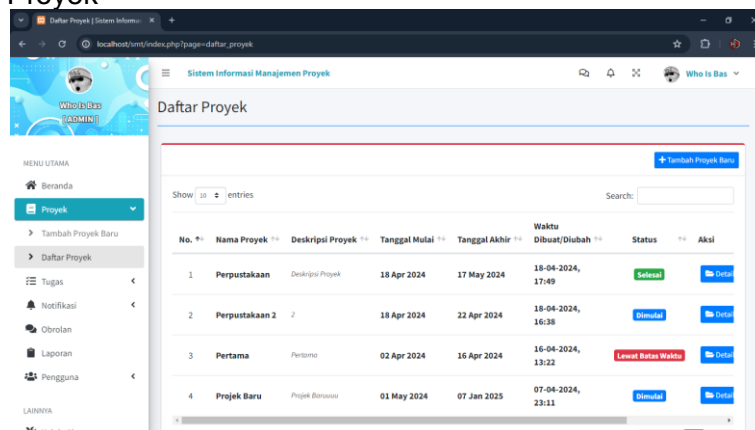 Proyek
Daftar Proyek | Sistem Informa
localhost/smt/index.php?page=daftar_proyek
Sistem Informasi Manajemen Proyek
Who Is Bas
Who Is Bas
[ ADMIN ]
Daftar Proyek
MENU UTAMA
Beranda
Proyek
Tambah Proyek Baru
Daftar Proyek
Tugas
Notifikasi
Obrolan
Laporan
Pengguna
LAINNYA
Tambah Proyek Baru
Show 10 entries
Search:
No. Nama Proyek Deskripsi Proyek Tanggal Mulai Tanggal Akhir Waktu Dibuat/Diubah Status Aksi
1 Perpustakaan Deskripsi Proyek 18 Apr 2024 17 May 2024 18-04-2024, 17:49 Selesai Detail
2 Perpustakaan 2 2 18 Apr 2024 22 Apr 2024 18-04-2024, 16:38 Dimulai Detail
3 Pertama Pertama 02 Apr 2024 16 Apr 2024 16-04-2024, 13:22 Lewat Batas Waktu Detail
4 Projek Baru Projek Baruuuu 01 May 2024 07 Jan 2025 07-04-2024, 23:11 Dimulai Detail